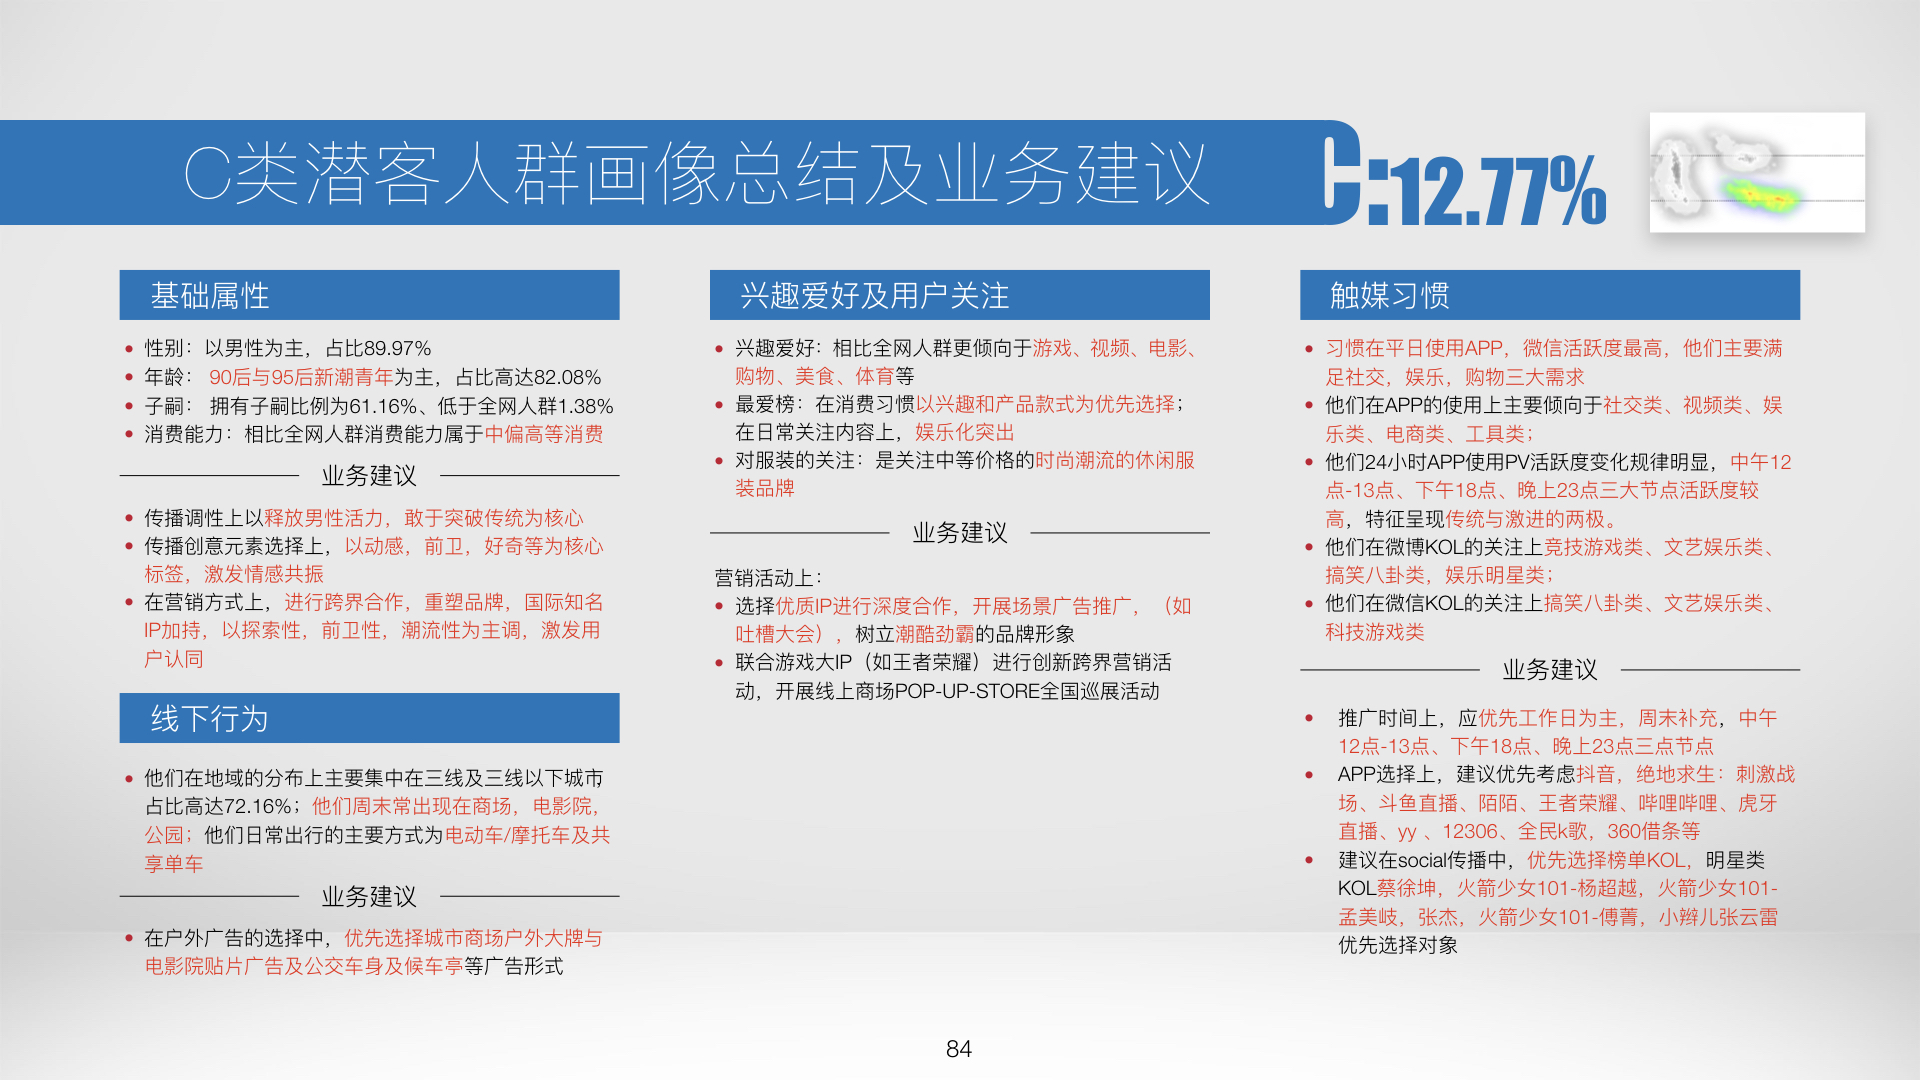 C类潜客人群画像总结及业务建议
C:12.77%
基础属性
• 性别：以男性为主，占比89.97%
• 年龄： 90后与95后新潮青年为主，占比高达82.08%
• 子嗣： 拥有子嗣比例为61.16%、低于全网人群1.38%
• 消费能力：相比全网人群消费能力属于中偏高等消费
业务建议
• 传播调性上以释放男性活力，敢于突破传统为核心
• 传播创意元素选择上，以动感，前卫，好奇等为核心
标签，激发情感共振
• 在营销方式上，进行跨界合作，重塑品牌，国际知名
IP加持，以探索性，前卫性，潮流性为主调，激发用
户认同
线下行为
• 他们在地域的分布上主要集中在三线及三线以下城市，
占比高达72.16%；他们周末常出现在商场，电影院，
公园；他们日常出行的主要方式为电动车/摩托车及共
享单车
业务建议
• 在户外广告的选择中，优先选择城市商场户外大牌与
电影院贴片广告及公交车身及候车亭等广告形式
兴趣爱好及用户关注
• 兴趣爱好：相比全网人群更倾向于游戏、视频、电影、
购物、美食、体育等
• 最爱榜：在消费习惯以兴趣和产品款式为优先选择；
在日常关注内容上，娱乐化突出
• 对服装的关注：是关注中等价格的时尚潮流的休闲服
装品牌
业务建议
营销活动上：
• 选择优质IP进行深度合作，开展场景广告推广，（如
吐槽大会），树立潮酷劲霸的品牌形象
• 联合游戏大IP（如王者荣耀）进行创新跨界营销活
动，开展线上商场POP-UP-STORE全国巡展活动
触媒习惯
• 习惯在平日使用APP，微信活跃度最高，他们主要满
足社交，娱乐，购物三大需求
• 他们在APP的使用上主要倾向于社交类、视频类、娱
乐类、电商类、工具类；
• 他们24小时APP使用PV活跃度变化规律明显，中午12
点-13点、下午18点、晚上23点三大节点活跃度较
高，特征呈现传统与激进的两极。
• 他们在微博KOL的关注上竞技游戏类、文艺娱乐类、
搞笑八卦类，娱乐明星类；
• 他们在微信KOL的关注上搞笑八卦类、文艺娱乐类、
科技游戏类
业务建议
• 推广时间上，应优先工作日为主，周末补充，中午
12点-13点、下午18点、晚上23点三点节点
• APP选择上，建议优先考虑抖音，绝地求生：刺激战
场、斗鱼直播、陌陌、王者荣耀、哔哩哔哩、虎牙
直播、yy 、12306、全民k歌，360借条等
• 建议在social传播中，优先选择榜单KOL，明星类
KOL蔡徐坤，火箭少女101-杨超越，火箭少女101-
孟美岐，张杰，火箭少女101-傅菁，小辫儿张云雷
优先选择对象
84